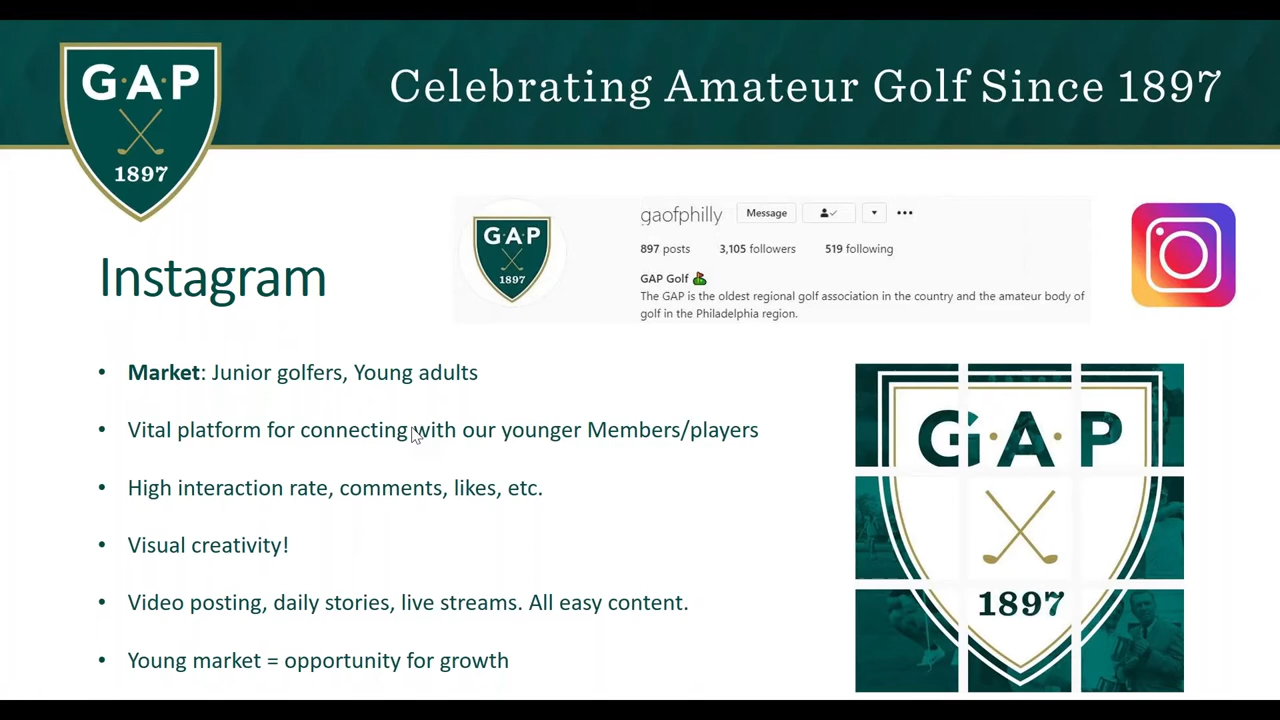 G·A·P
1897
Celebrating Amateur Golf Since 1897
Instagram
G·A·P
1897
gaofphilly Message
897 posts 3,105 followers 519 following
GAP Golf
The GAP is the oldest regional golf association in the country and the amateur body of
golf in the Philadelphia region.
• Market: Junior golfers, Young adults
• Vital platform for connecting with our younger Members/players
• High interaction rate, comments, likes, etc.
• Visual creativity!
• Video posting, daily stories, live streams. All easy content.
• Young market = opportunity for growth
G·A·P
1897